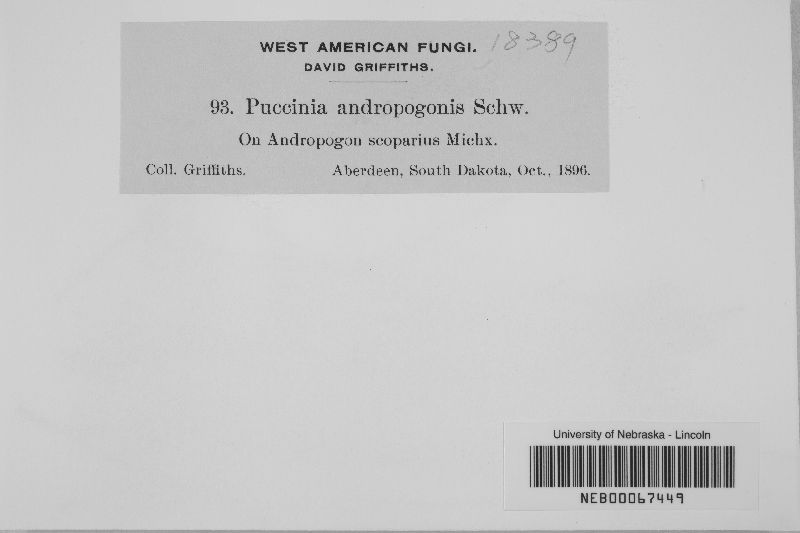 WEST AMERICAN FUNGI. 18389
DAVID GRIFFITHS.
93. Puccinia andropogonis Schw.
On Andropogon scoparius Michx.
Coll. Griffiths. Aberdeen, South Dakota, Oct., 1896.
University of Nebraska - Lincoln
NEB00067449